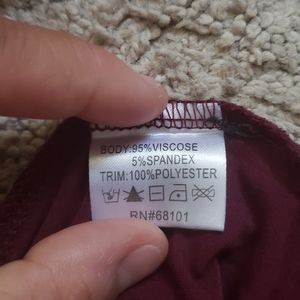 BODY:95%VISCOSE
5%SPANDEX
TRIM:100%POLYESTER
RN#68101